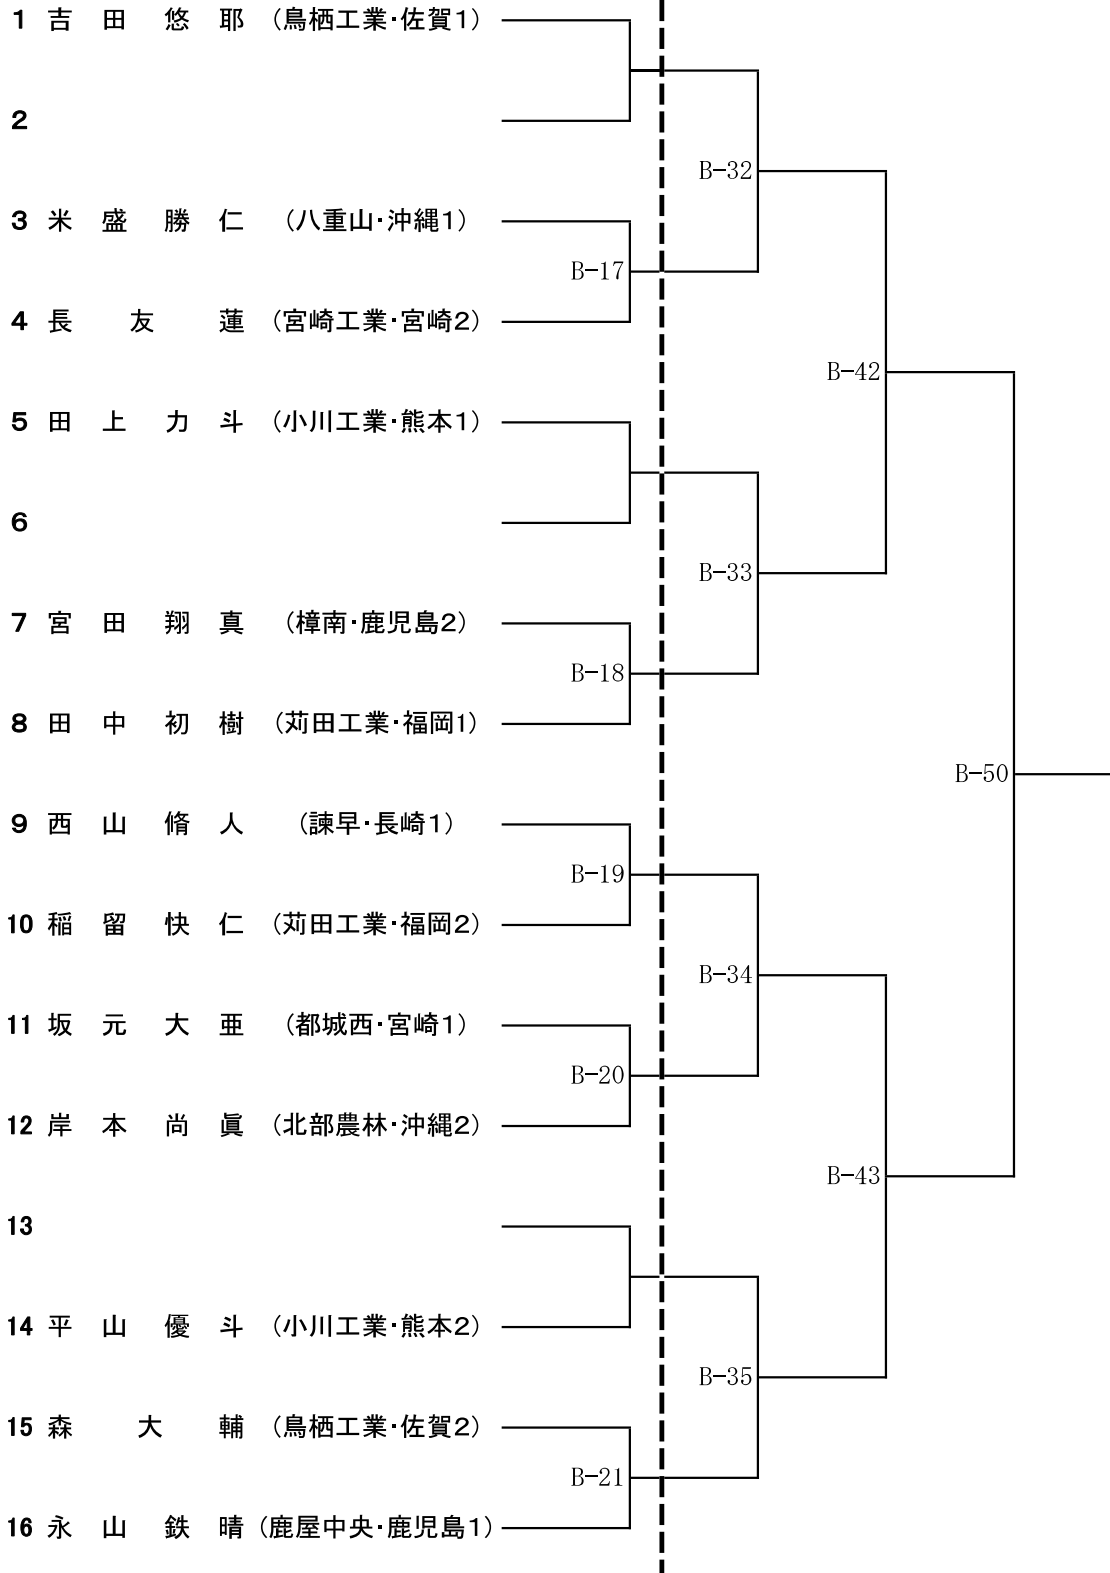 1 吉田悠耶 (鳥栖工業・佐賀1)
2
B-32
3 米盛勝仁 (八重山・沖縄1)
B-17
4 長友蓮 (宮崎工業・宮崎2)
B-42
5 田上力斗 (小川工業・熊本1)
6
B-33
7 宮田翔真 (樟南・鹿児島2)
B-18
8 田中初樹 (苅田工業・福岡1)
B-50
9 西山脩人 (諫早・長崎1)
B-19
10 稲留快仁 (苅田工業・福岡2)
B-34
11 坂元大亜 (都城西・宮崎1)
B-20
12 岸本尚眞 (北部農林・沖縄2)
B-43
13
14 平山優斗 (小川工業・熊本2)
B-35
15 森大輔 (鳥栖工業・佐賀2)
B-21
16 永山鉄晴 (鹿屋中央・鹿児島1)